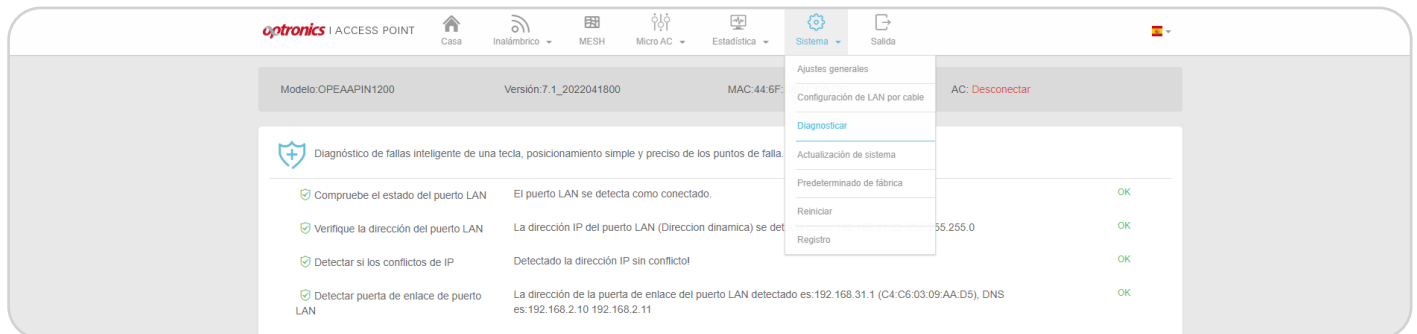 optronics | ACCESS POINT
Casa
Inalámbrico
MESH
Micro AC
Estadística
Sistema
Salida
Modelo:OPEAAPIN1200
Versión:7.1_2022041800
MAC:44:6F:
AC: Desconectar
Ajustes generales
Configuración de LAN por cable
Diagnosticar
Actualización de sistema
Predeterminado de fábrica
Reiniciar
Registro
Diagnóstico de fallas inteligente de una tecla, posicionamiento simple y preciso de los puntos de falla.
Compruebe el estado del puerto LAN
El puerto LAN se detecta como conectado.
OK
Verifique la dirección del puerto LAN
La dirección IP del puerto LAN (Direccion dinamica) se det
55.255.0
OK
Detectar si los conflictos de IP
Detectado la dirección IP sin conflicto!
OK
Detectar puerta de enlace de puerto
LAN
La dirección de la puerta de enlace del puerto LAN detectado es:192.168.31.1 (C4:C6:03:09:AA:D5), DNS
es:192.168.2.10 192.168.2.11
OK